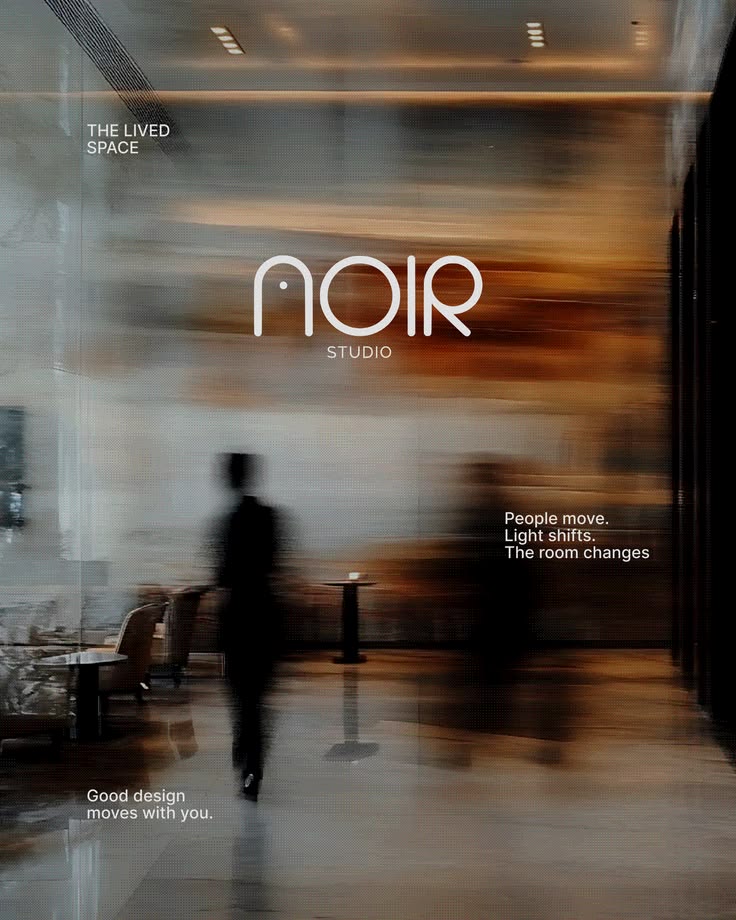 THE LIVED
SPACE
NOIR
STUDIO
People move.
Light shifts.
The room changes
Good design
moves with you.